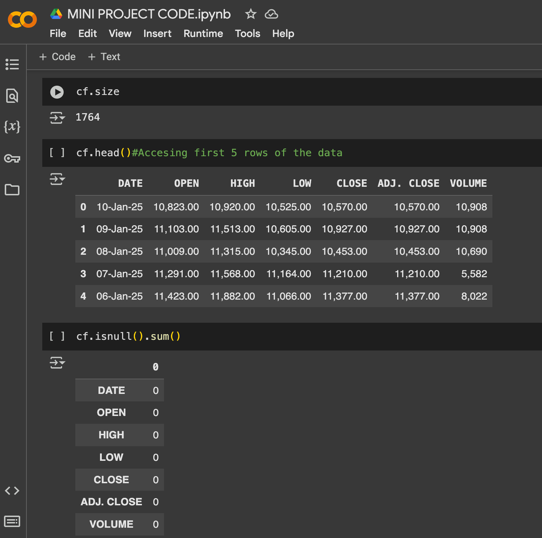 MINI PROJECT CODE.ipynb
File Edit View Insert Runtime Tools Help
+ Code + Text
cf.size
1764
[ ] cf.head()#Accesing first 5 rows of the data
DATE OPEN HIGH LOW CLOSE ADJ. CLOSE VOLUME
0 10-Jan-25 10,823.00 10,920.00 10,525.00 10,570.00 10,570.00 10,908
1 09-Jan-25 11,103.00 11,513.00 10,605.00 10,927.00 10,927.00 10,908
2 08-Jan-25 11,009.00 11,315.00 10,345.00 10,453.00 10,453.00 10,690
3 07-Jan-25 11,291.00 11,568.00 11,164.00 11,210.00 11,210.00 5,582
4 06-Jan-25 11,423.00 11,882.00 11,066.00 11,377.00 11,377.00 8,022
[ ] cf.isnull().sum()
0
DATE 0
OPEN 0
HIGH 0
LOW 0
CLOSE 0
ADJ. CLOSE 0
VOLUME 0